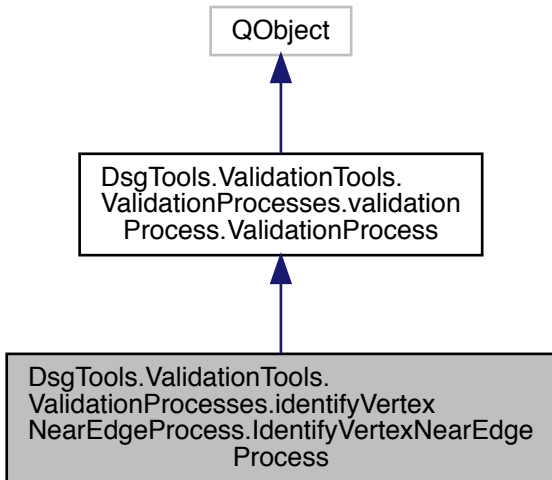 QObject
DsgTools.ValidationTools.
ValidationProcesses.validation
Process.ValidationProcess
DsgTools.ValidationTools.
ValidationProcesses.identifyVertex
NearEdgeProcess.IdentifyVertexNearEdge
Process